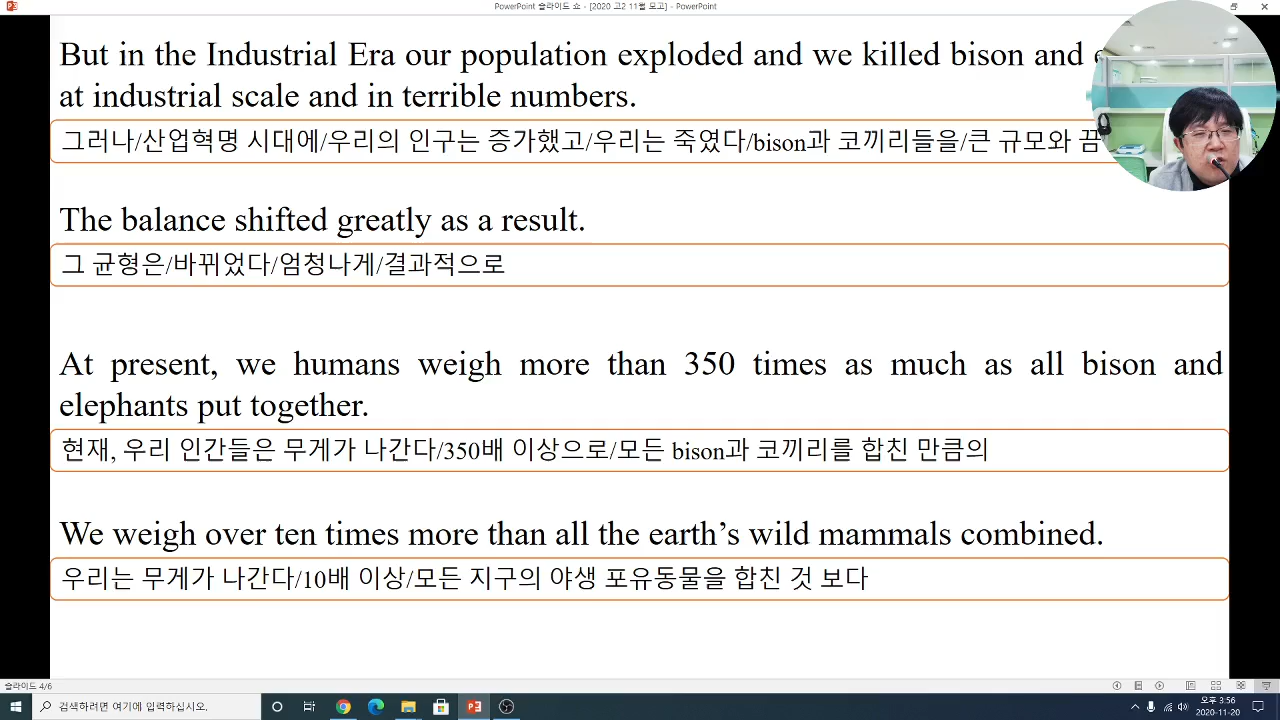 PowerPoint 슬라이드 쇼 - [2020 고2 11월 모고] - PowerPoint
But in the Industrial Era our population exploded and we killed bison and
at industrial scale and in terrible numbers.
그러나/산업혁명 시대에/우리의 인구는 증가했고/우리는 죽였다/bison과 코끼리들을/큰 규모와
The balance shifted greatly as a result.
그 균형은/바뀌었다/엄청나게/결과적으로
At present, we humans weigh more than 350 times as much as all bison and
elephants put together.
현재, 우리 인간들은 무게가 나간다/350배 이상으로/모든 bison과 코끼리를 합친 만큼의
We weigh over ten times more than all the earth's wild mammals combined.
우리는 무게가 나간다/10배 이상/모든 지구의 야생 포유동물을 합친 것 보다
슬라이드 4/6
검색하려면 여기에 입력하십시오.
오후 3:56
2020-11-20